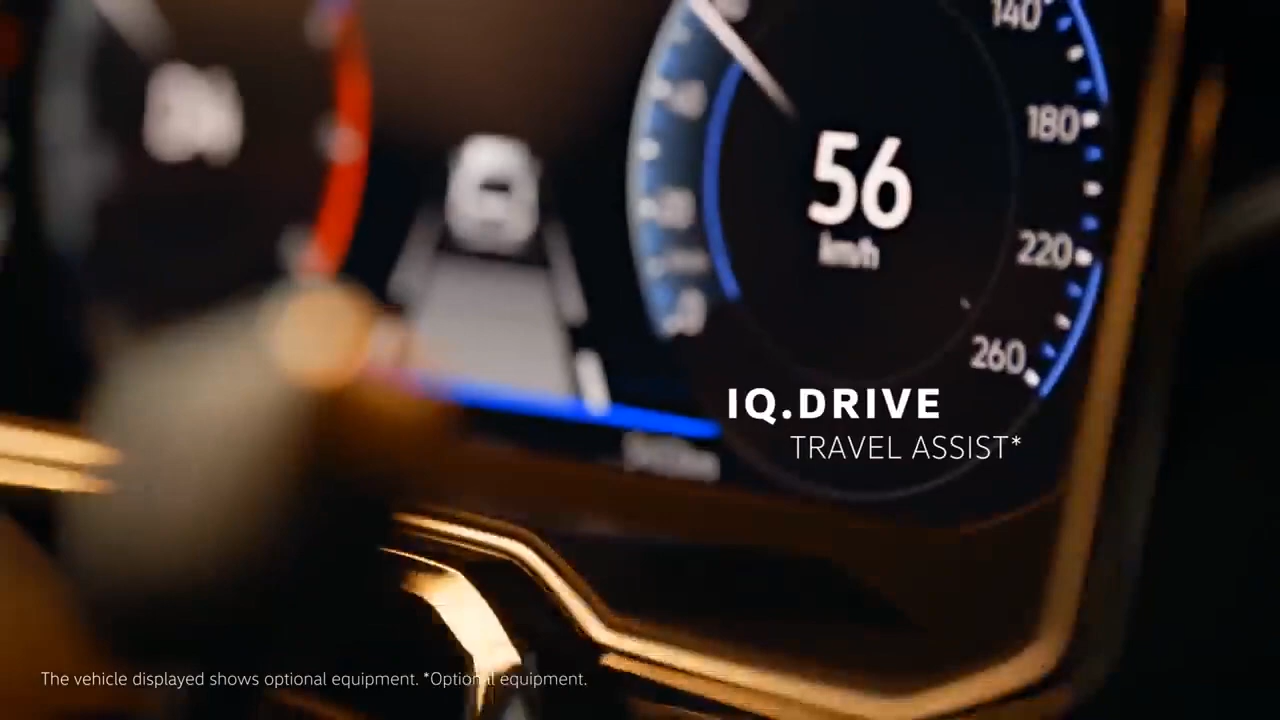 140
180
56
km/h
220
260
IQ.DRIVE
TRAVEL ASSIST*
The vehicle displayed shows optional equipment. *Optional equipment.